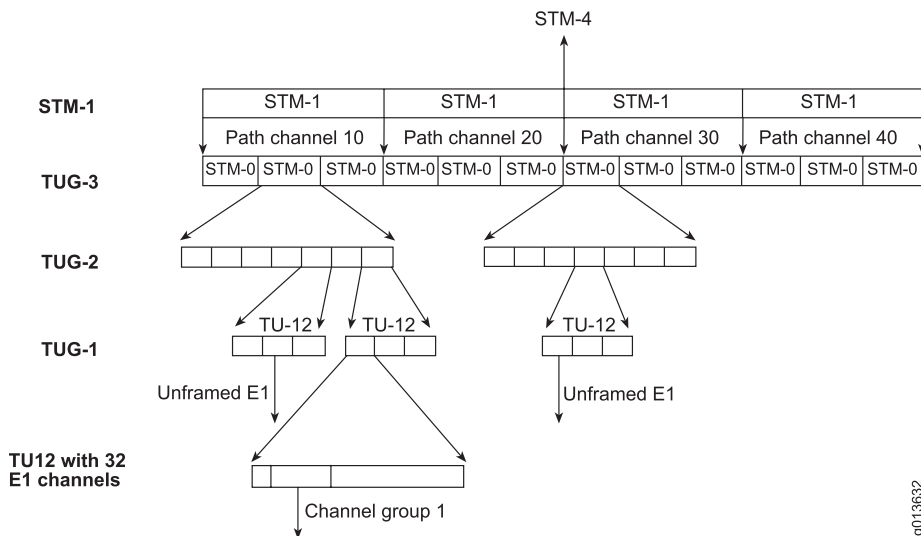 STM-4
STM-1 STM-1 STM-1 STM-1 STM-1
Path channel 10 Path channel 20 Path channel 30 Path channel 40
TUG-3 STM-0 STM-0 STM-0 STM-0 STM-0 STM-0 STM-0 STM-0 STM-0 STM-0 STM-0 STM-0
TUG-2
TU-12 TU-12 TU-12
TUG-1
Unframed E1 Unframed E1
TU12 with 32
E1 channels
Channel group 1
g013632